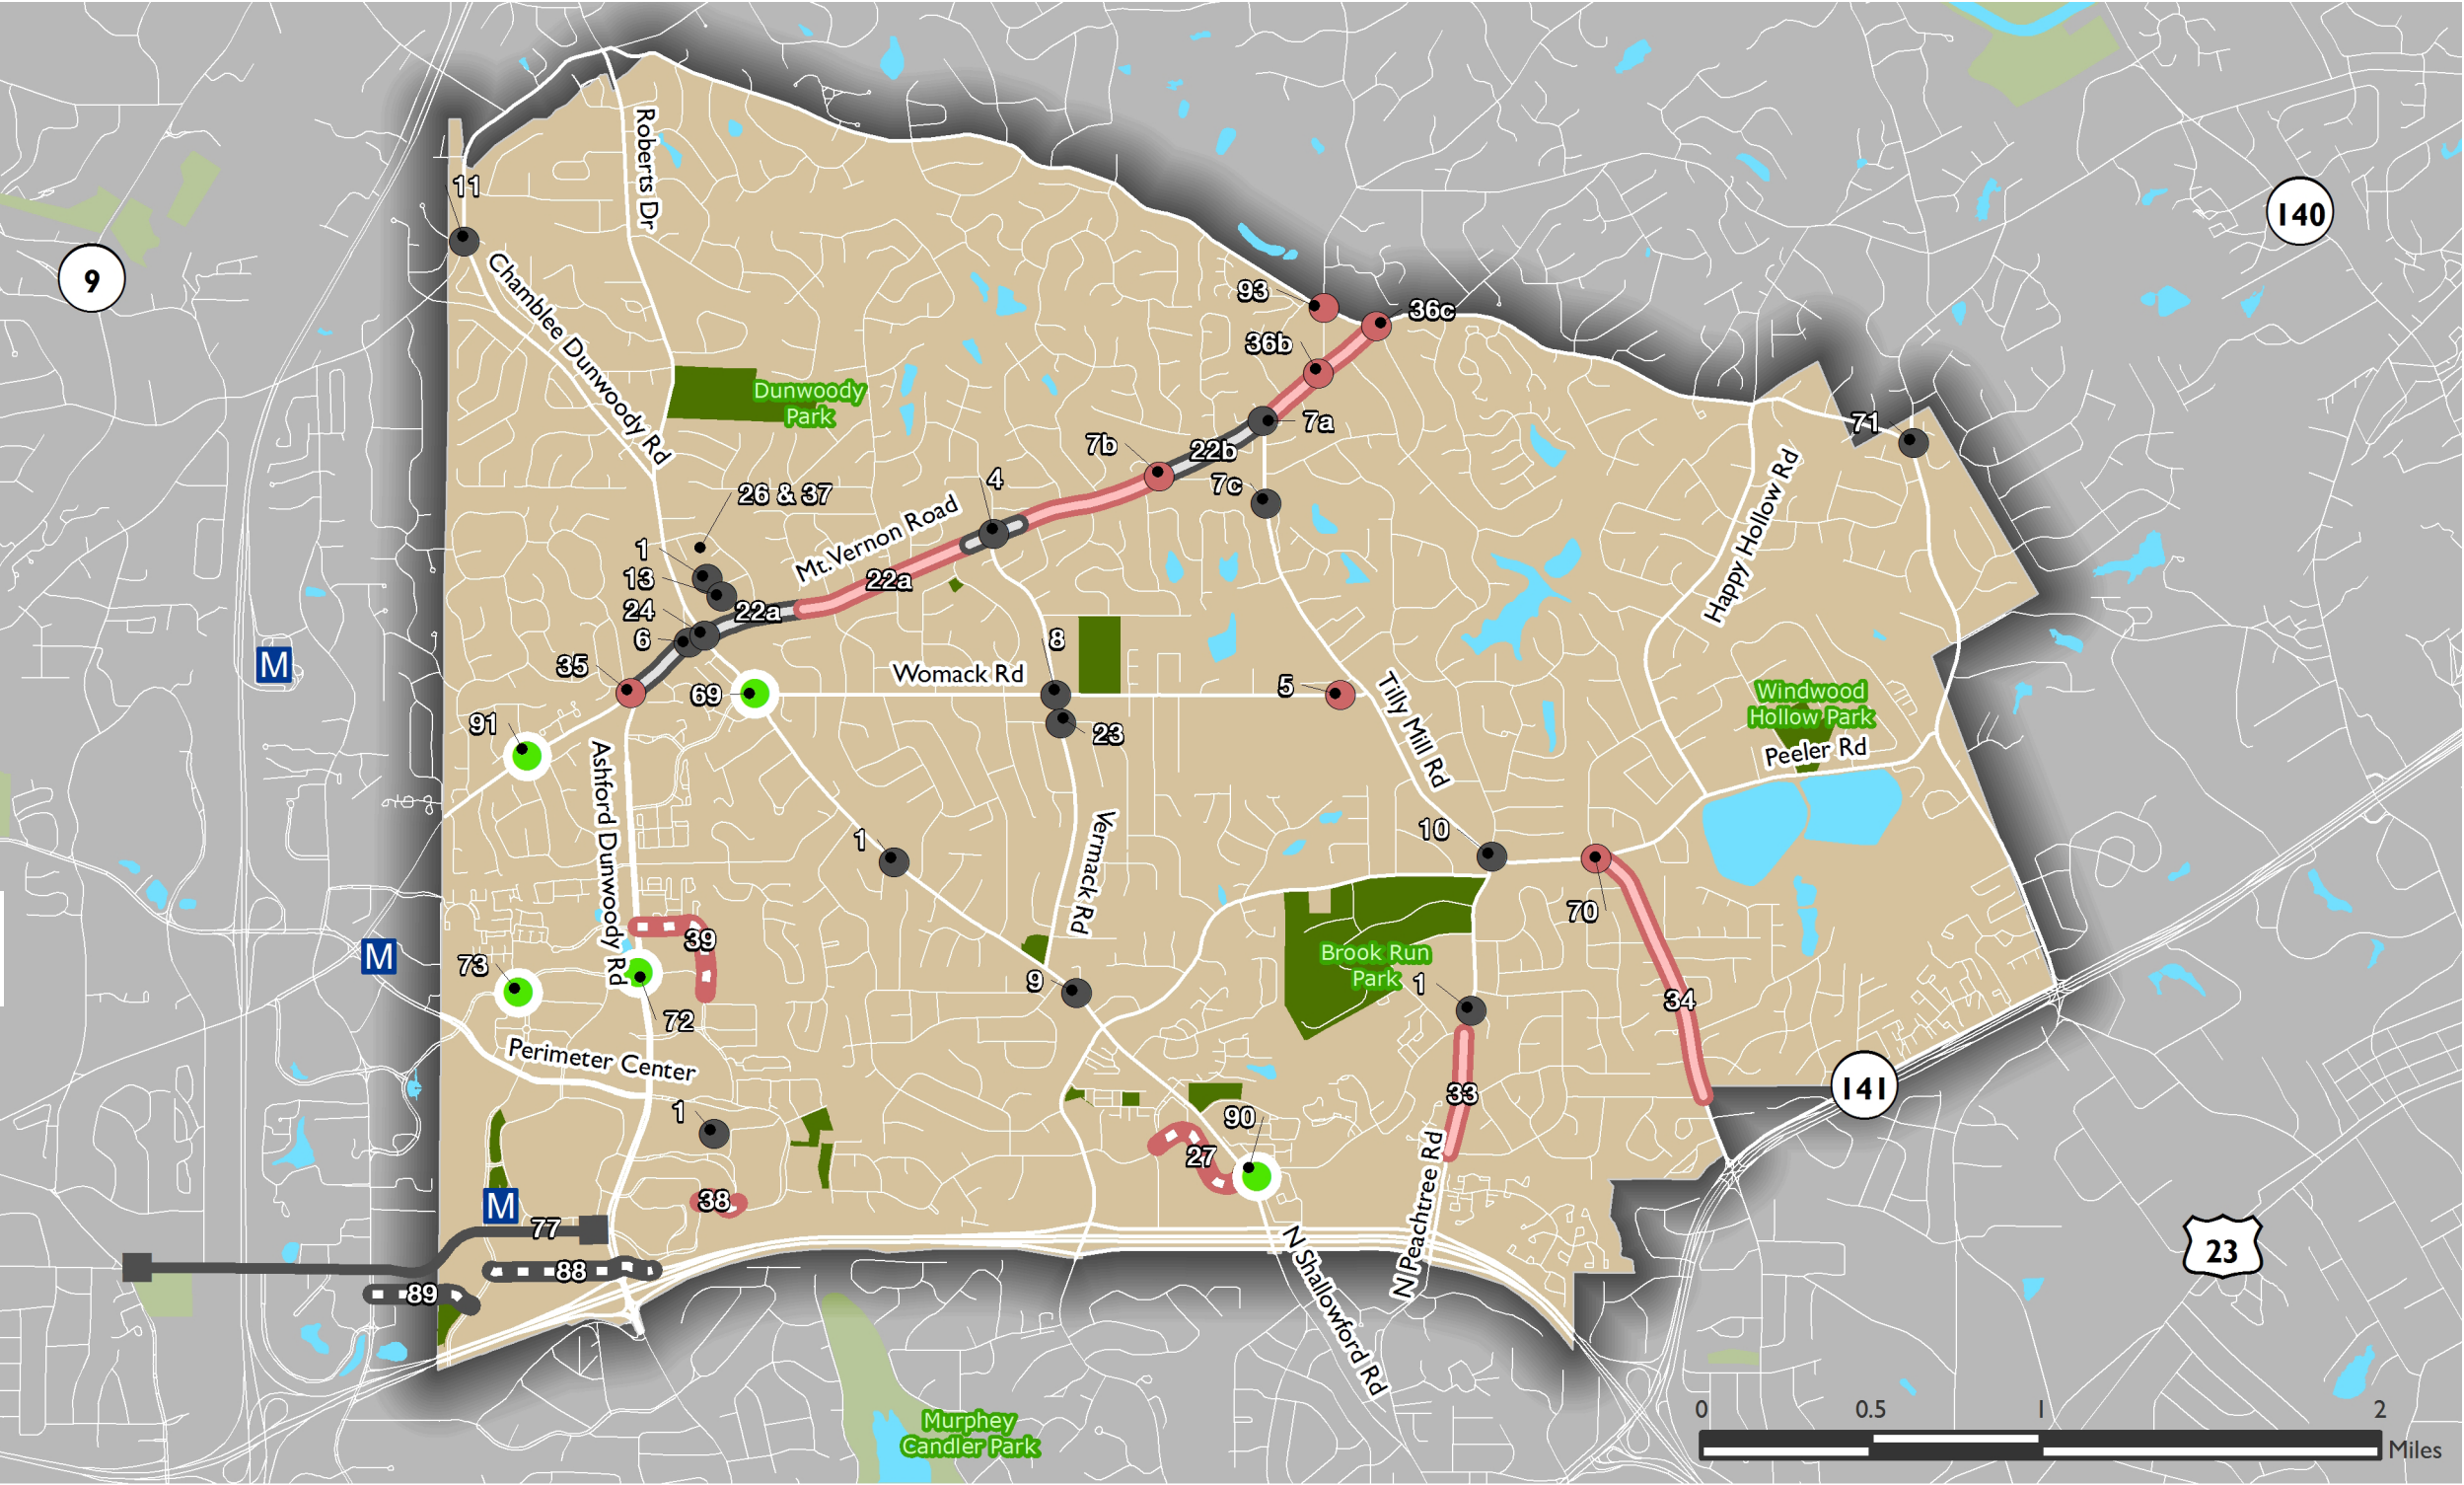 Roberts Dr
11
140
9
Chamblee Dunwoody Rd
93
36c
36b
Dunwoody
Park
7a
71
7b
22b
7c
4
26 & 37
Mt. Vernon Road
Happy Hollow Rd
1
13
22a
24
22a
6
8
35
M
69
Womack Rd
5
Tilly Mill Rd
Windwood
Hollow Park
91
23
Peeler Rd
Ashford Dunwoody Rd
1
Vermack Rd
10
70
39
M
73
Brook Run
Park
9
1
34
72
Perimeter Center
141
33
1
90
27
38
M
77
N Peachtree Rd
88
89
N Shallowford Rd
23
Murphey
Candler Park
0 0.5 1 2
Miles